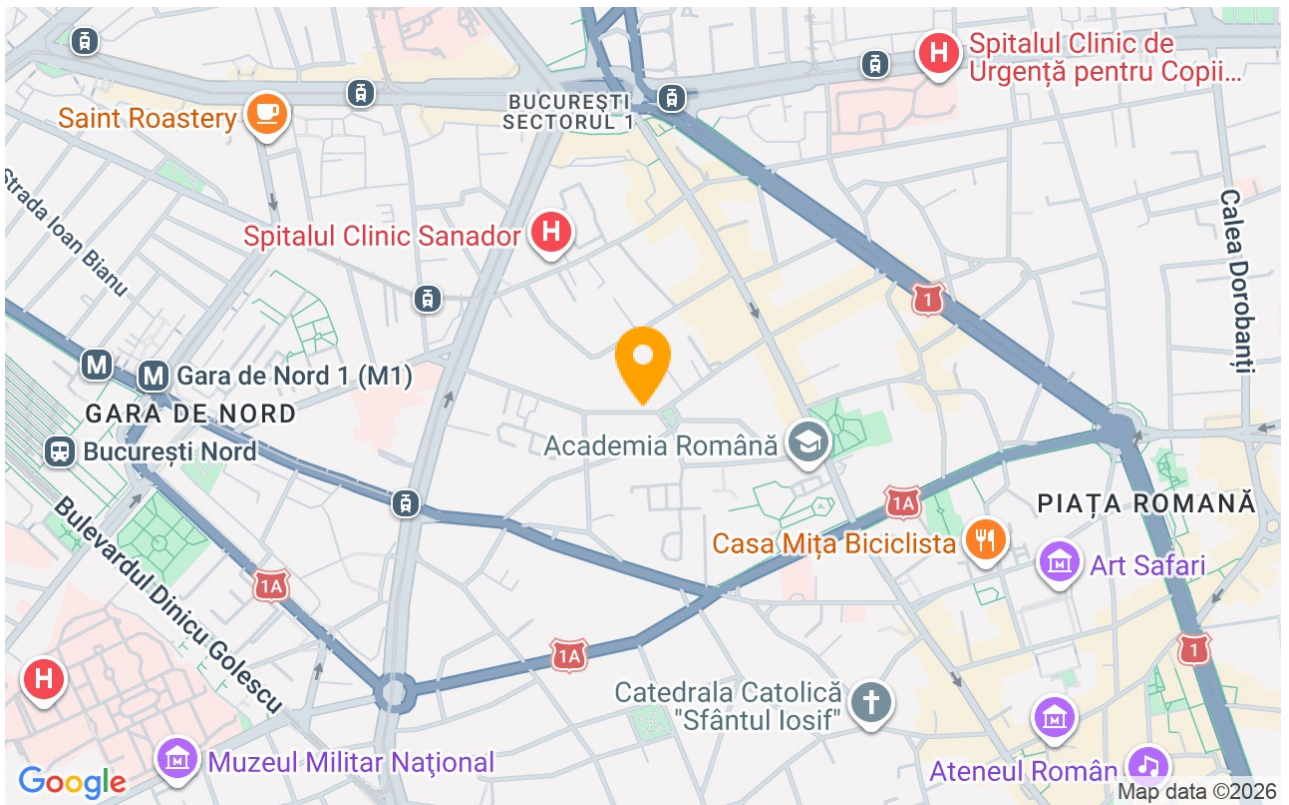 Spitalul Clinic de
Urgență pentru Copii...
Saint Roastery
BUCUREȘTI
SECTORUL 1
Strada Ioan Bianu
Spitalul Clinic Sanador
Calea Dorobanți
1
M
M
Gara de Nord 1 (M1)
GARA DE NORD
București Nord
Academia Română
1A
PIAȚA ROMANĂ
Casa Mița Biciclista
Art Safari
Bulevardul Dinicu Golescu
1A
1A
1
H
H
H
Catedrala Catolică
"Sfântul Iosif"
Muzeul Militar Național
Ateneul Român
Google
Map data ©2026